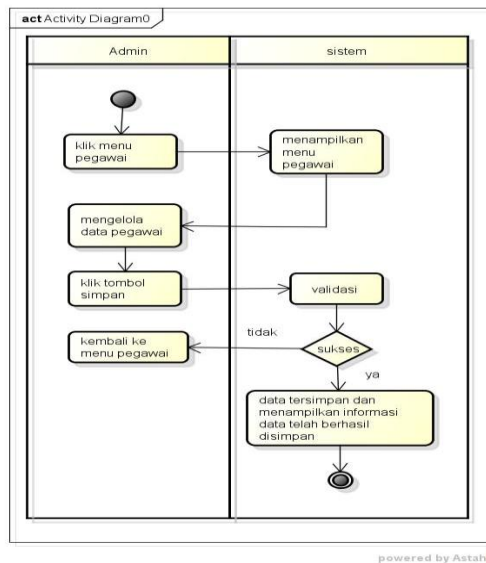 act Activity Diagram0
Admin
sistem
klik menu
pegawai
menampilkan
menu
pegawai
mengelola
data pegawai
klik tombol
simpan
validasi
tidak
kembali ke
menu pegawai
sukses
ya
data tersimpan dan
menampilkan informasi
data telah berhasil
disimpan
powered by Astah